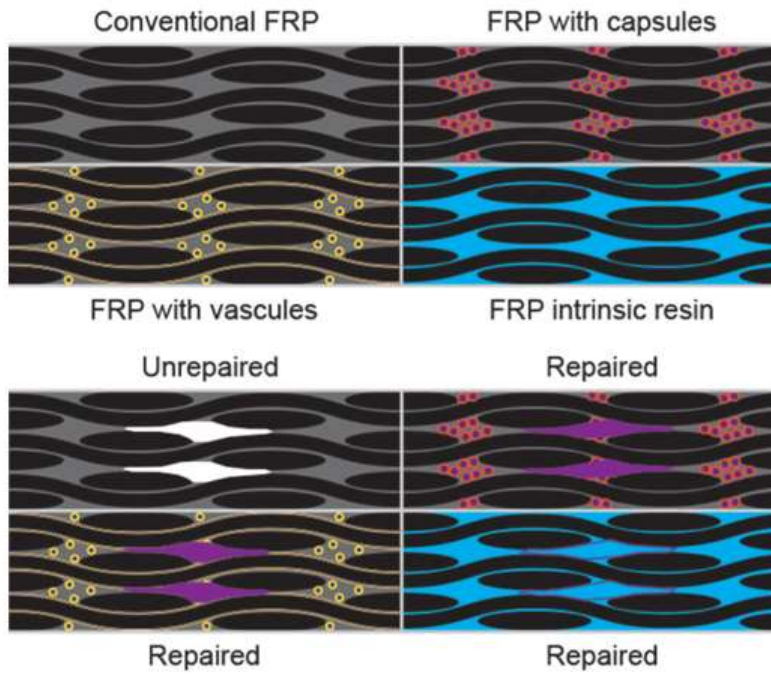 Conventional FRP
FRP with capsules
FRP with vascules
FRP intrinsic resin
Unrepaired
Repaired
Repaired
Repaired